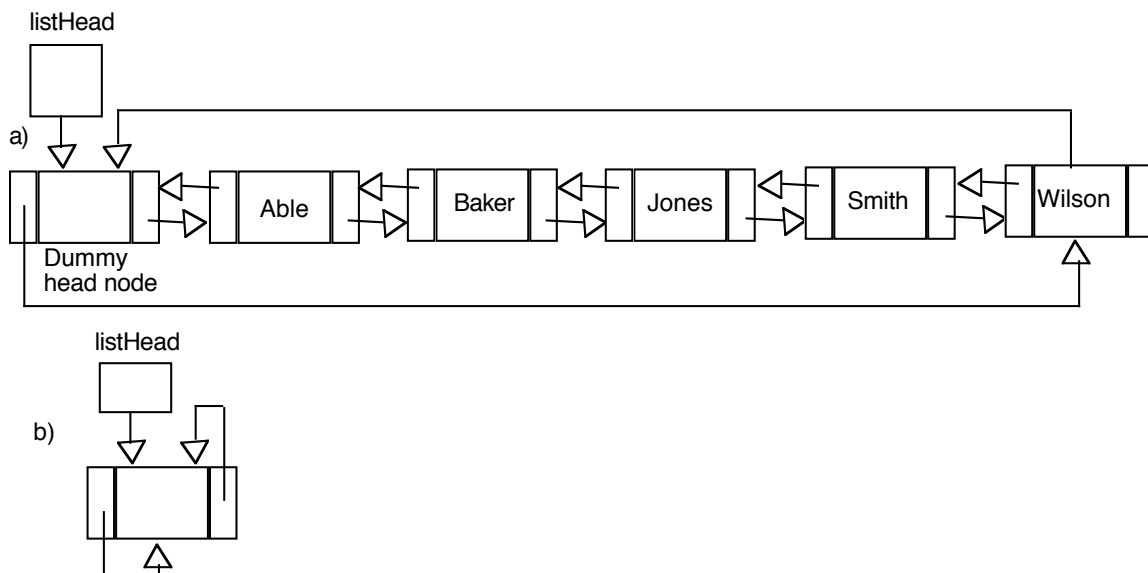 listHead
a)
Able
Baker
Jones
Smith
Wilson
Dummy
head node
listHead
b)